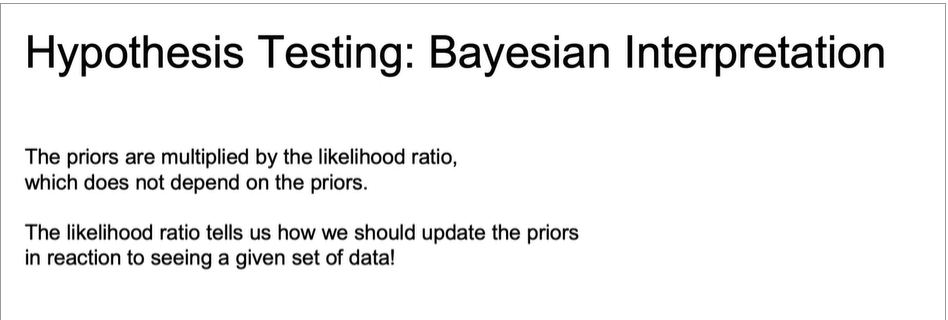 Hypothesis Testing: Bayesian Interpretation
The priors are multiplied by the likelihood ratio,
which does not depend on the priors.
The likelihood ratio tells us how we should update the priors
in reaction to seeing a given set of data!